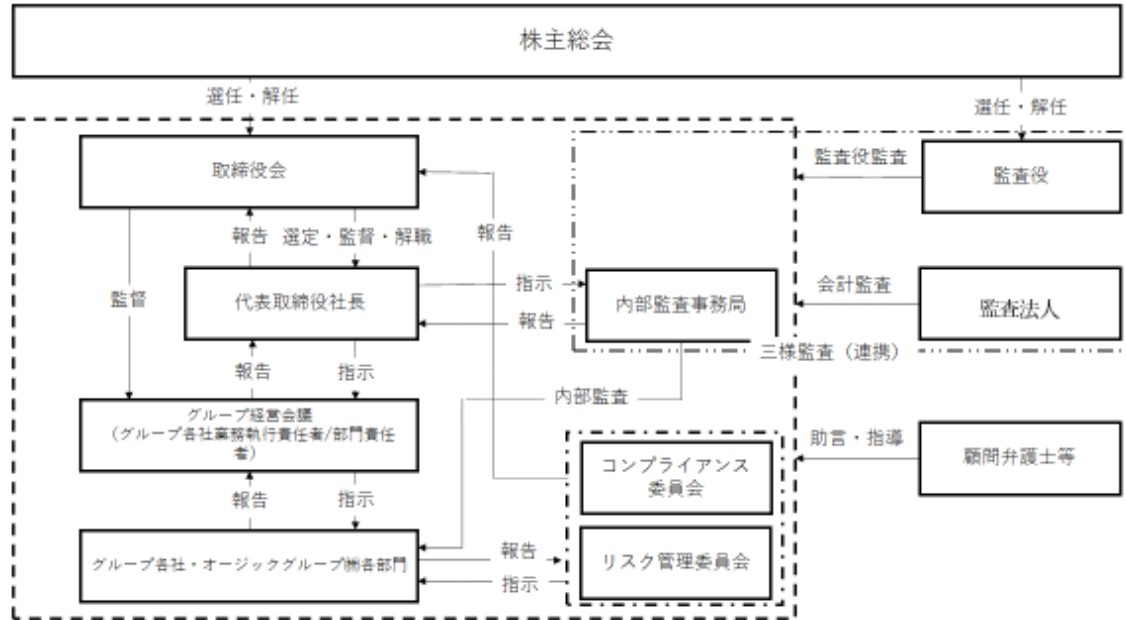 株主総会
選任・解任
選任・解任
取締役会
監査役監査
監査役
報告
選定・監督・解職
報告
監督
代表取締役社長
指示
報告
内部監査事務局
会計監査
監査法人
三様監査（連携）
報告
指示
内部監査
グループ経営会議
（グループ各社業務執行責任者/部門責任
者）
コンプライアンス
委員会
助言・指導
顧問弁護士等
報告
指示
グループ各社・オージックグループ㈱各部門
報告
指示
リスク管理委員会